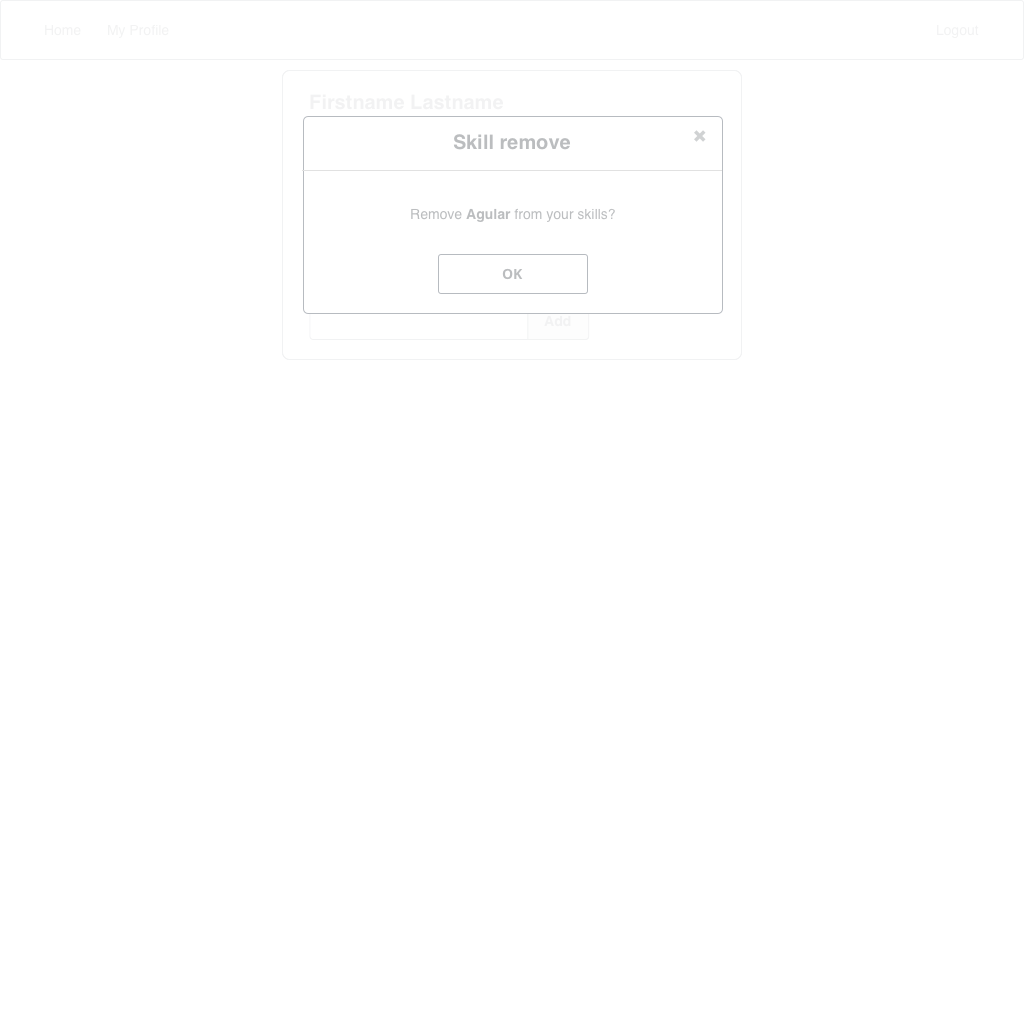 Home My Profile Logout
Firstname Lastname
Skill remove ✖
Remove Agular from your skills?
OK
Add